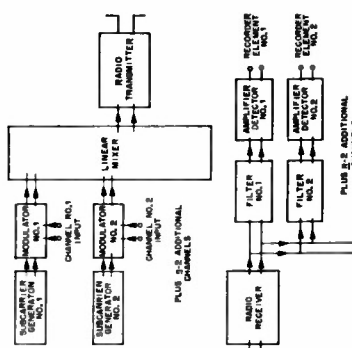 SUBCARRIER
GENERATOR
NO. 1
MODULATOR
NO. 1
CHANNEL NO. 1
INPUT
SUBCARRIER
GENERATOR
NO. 2
MODULATOR
NO. 2
CHANNEL NO. 2
INPUT
PLUS S-2 ADDITIONAL
CHANNELS
LINEAR
MIXER
RADIO
TRANSMITTER
RADIO
RECEIVER
FILTER
NO. 1
AMPLIFIER
DETECTOR
NO. 1
RECORDER
ELEMENT
NO. 1
FILTER
NO. 2
AMPLIFIER
DETECTOR
NO. 2
RECORDER
ELEMENT
NO. 2
ADDITIONAL
PLUS